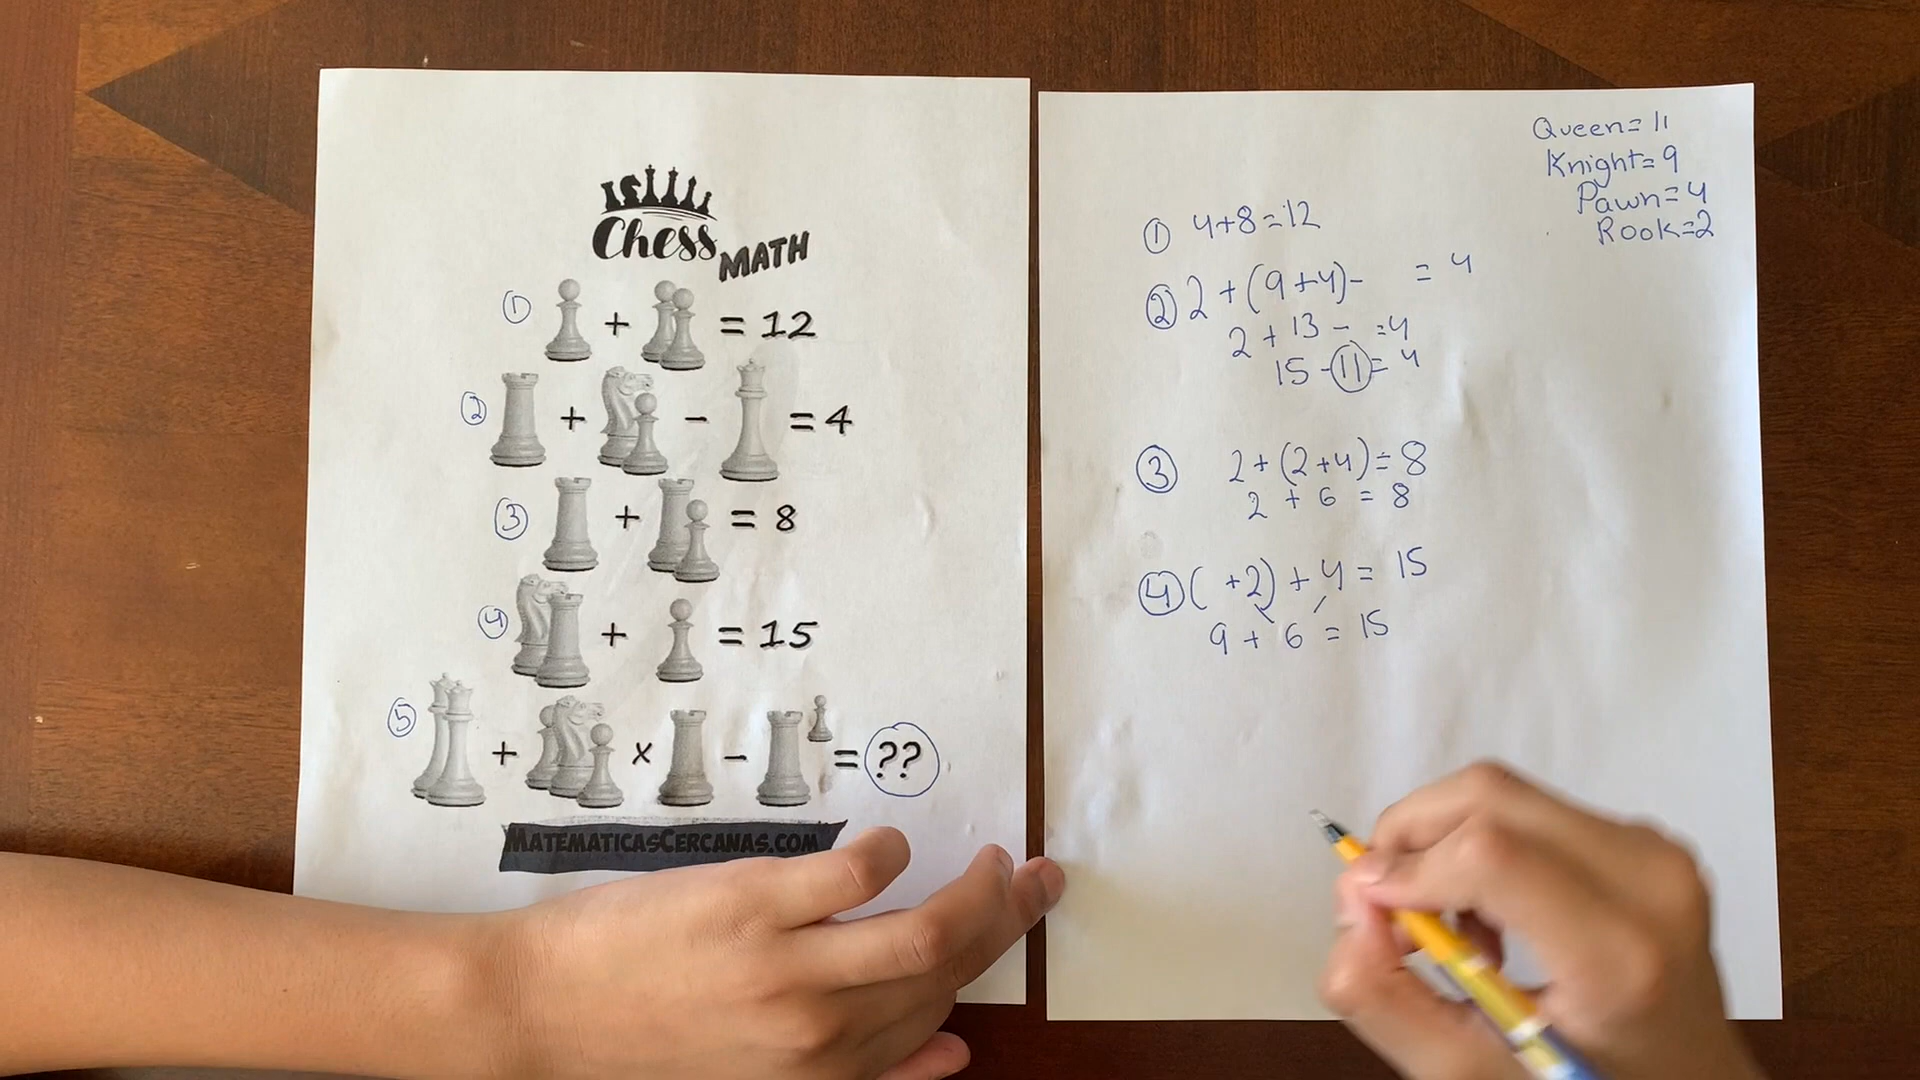 Chess MATH
① + = 12
② + - = 4
③ + = 8
④ + = 15
⑤ + x - = ??
MATEMATICASCERCANAS.COM
Queen = 11
Knight = 9
Pawn = 4
Rook = 2
① 4+8=12
② 2+(9+4)- = 4
2+13- =4
15-11=4
③ 2+(2+4)=8
2+6=8
④ ( +2)+4=15
9+6=15